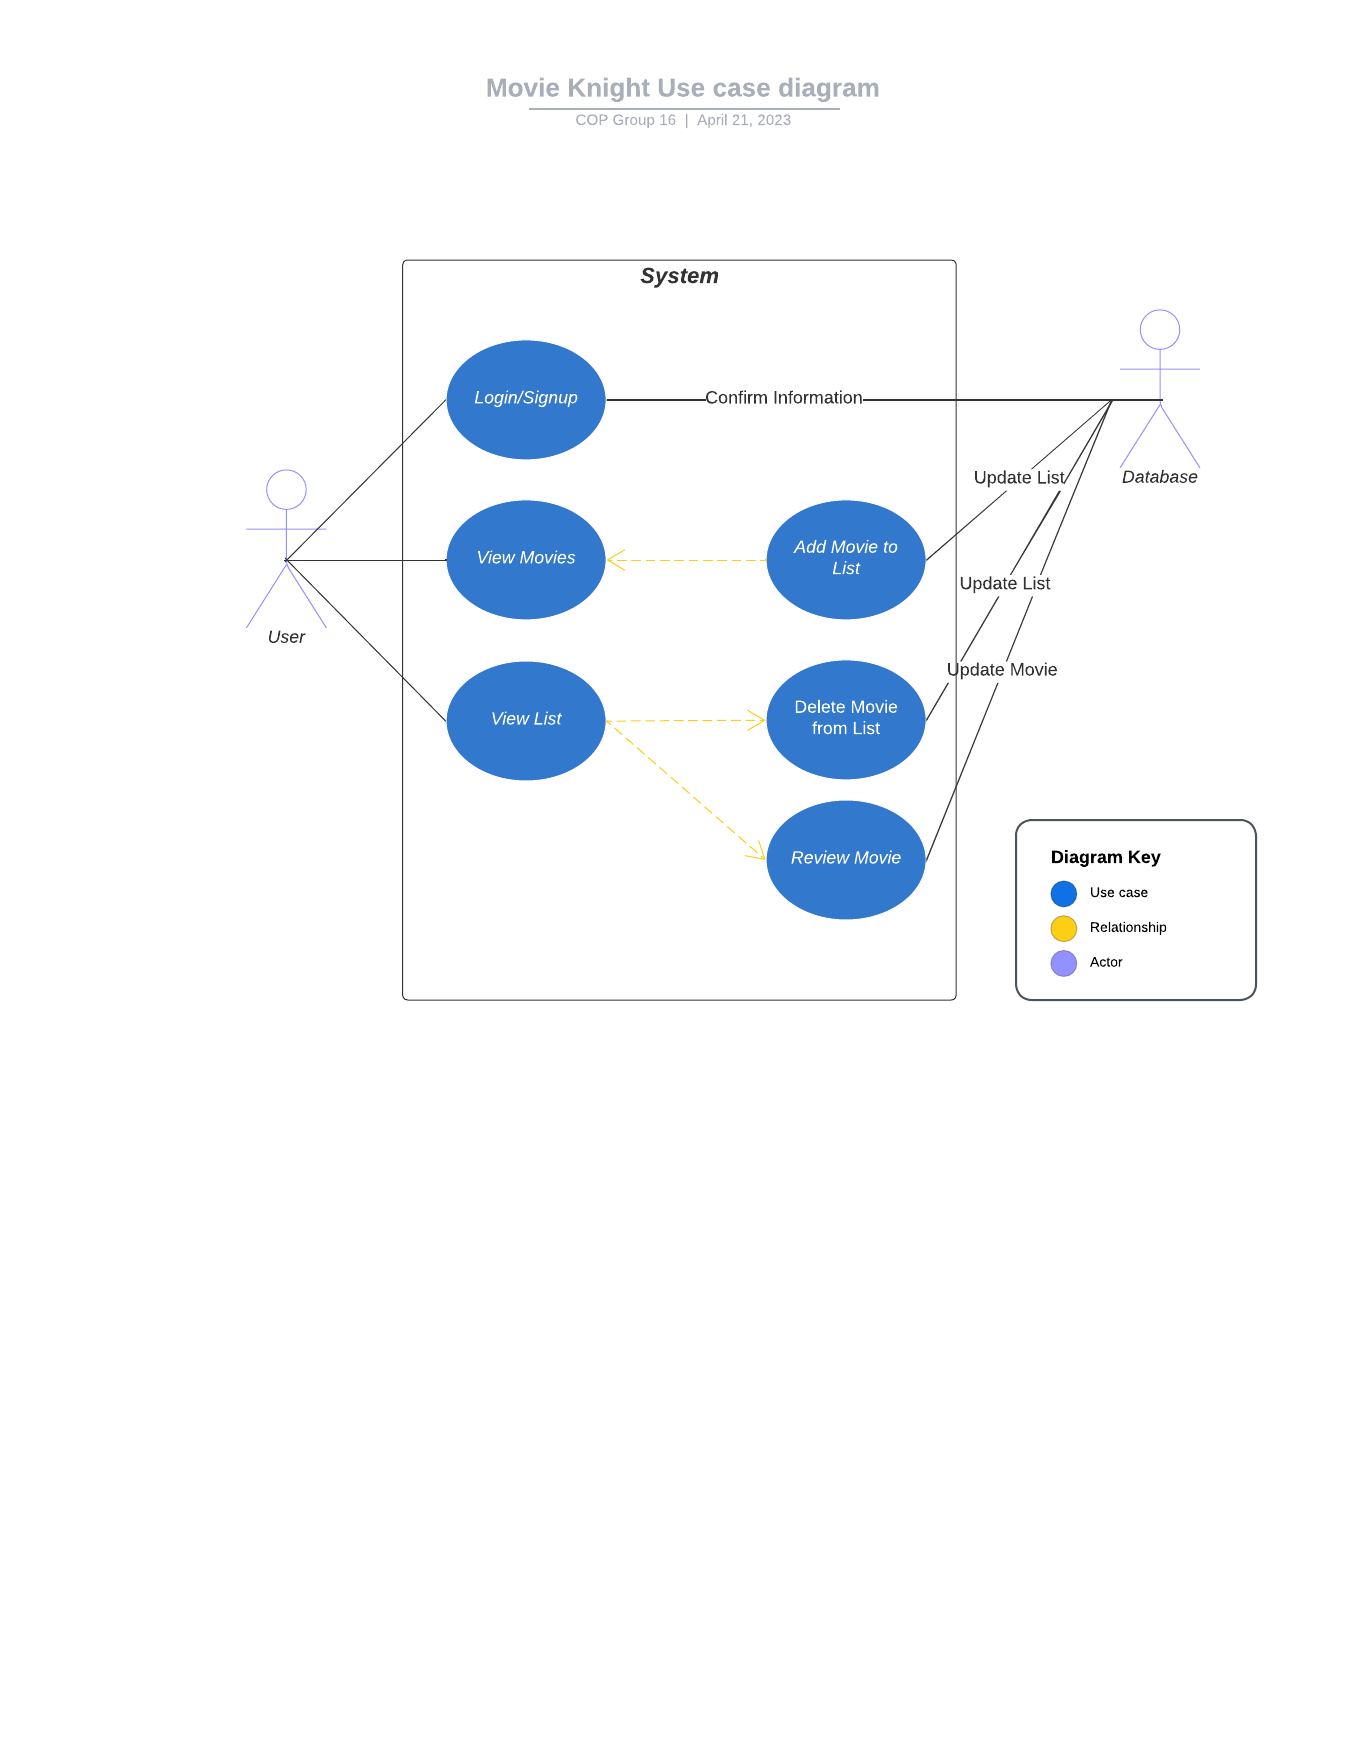 Movie Knight Use case diagram
COP Group 16 | April 21, 2023
System
Login/Signup
Confirm Information
Update List
Database
View Movies
Add Movie to
List
Update List
User
Update Movie
View List
Delete Movie
from List
Review Movie
Diagram Key
Use case
Relationship
Actor